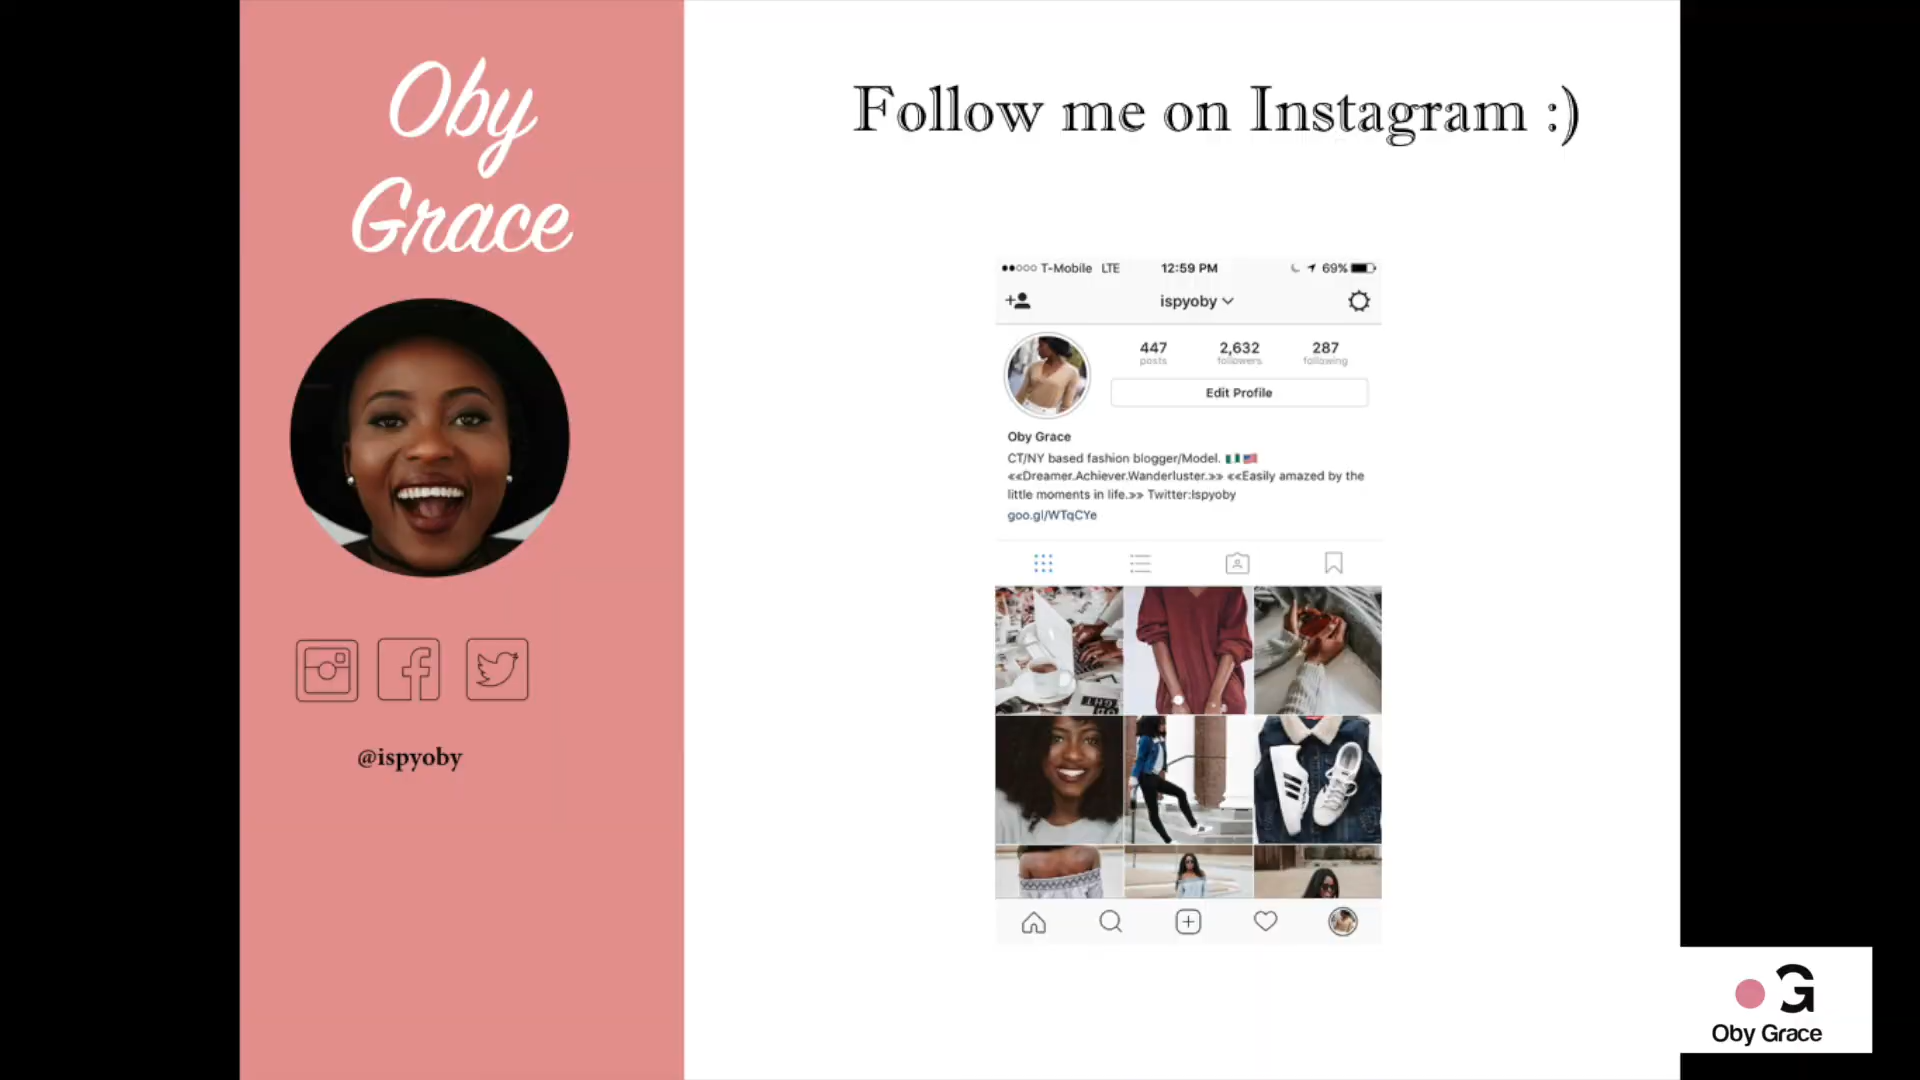 Oby
Grace
@ispyoby
Follow me on Instagram :)
T-Mobile LTE 12:59 PM 69%
ispyoby
447 2,632 287
posts followers following
Edit Profile
Oby Grace
CT/NY based fashion blogger/Model. 🇳🇬🇺🇸
««Dreamer.Achiever.Wanderluster.»» ««Easily amazed by the
little moments in life.»» Twitter:Ispyoby
goo.gl/WTqCYe
G
Oby Grace